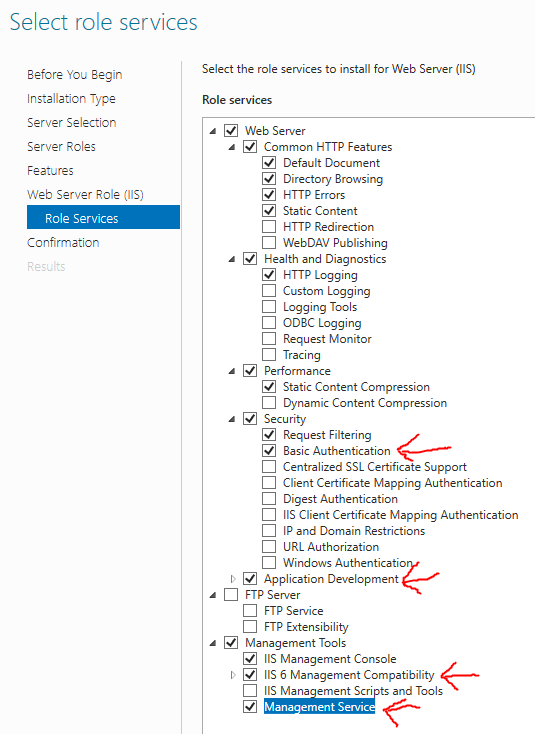 Select role services
Before You Begin
Installation Type
Server Selection
Server Roles
Features
Web Server Role (IIS)
Role Services
Confirmation
Results
Select the role services to install for Web Server (IIS)
Role services
Web Server
Common HTTP Features
Default Document
Directory Browsing
HTTP Errors
Static Content
HTTP Redirection
WebDAV Publishing
Health and Diagnostics
HTTP Logging
Custom Logging
Logging Tools
ODBC Logging
Request Monitor
Tracing
Performance
Static Content Compression
Dynamic Content Compression
Security
Request Filtering
Basic Authentication
Centralized SSL Certificate Support
Client Certificate Mapping Authentication
Digest Authentication
IIS Client Certificate Mapping Authentication
IP and Domain Restrictions
URL Authorization
Windows Authentication
Application Development
FTP Server
FTP Service
FTP Extensibility
Management Tools
IIS Management Console
IIS 6 Management Compatibility
IIS Management Scripts and Tools
Management Service